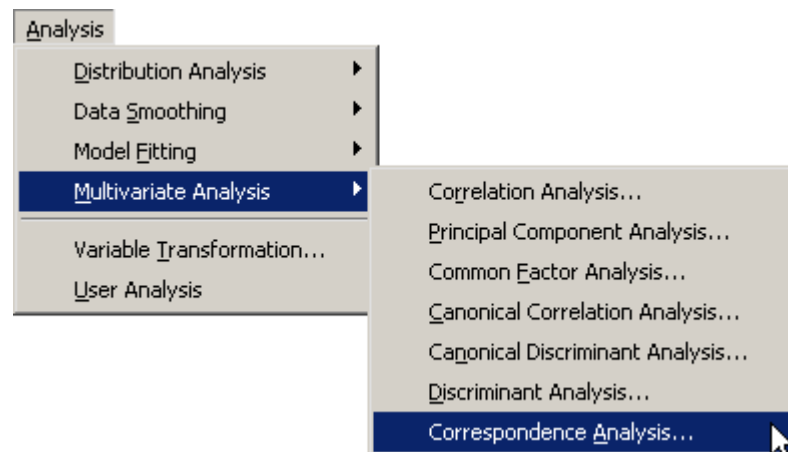 Analysis
Distribution Analysis
Data Smoothing
Model Fitting
Multivariate Analysis
Variable Transformation...
User Analysis
Correlation Analysis...
Principal Component Analysis...
Common Factor Analysis...
Canonical Correlation Analysis...
Canonical Discriminant Analysis...
Discriminant Analysis...
Correspondence Analysis...